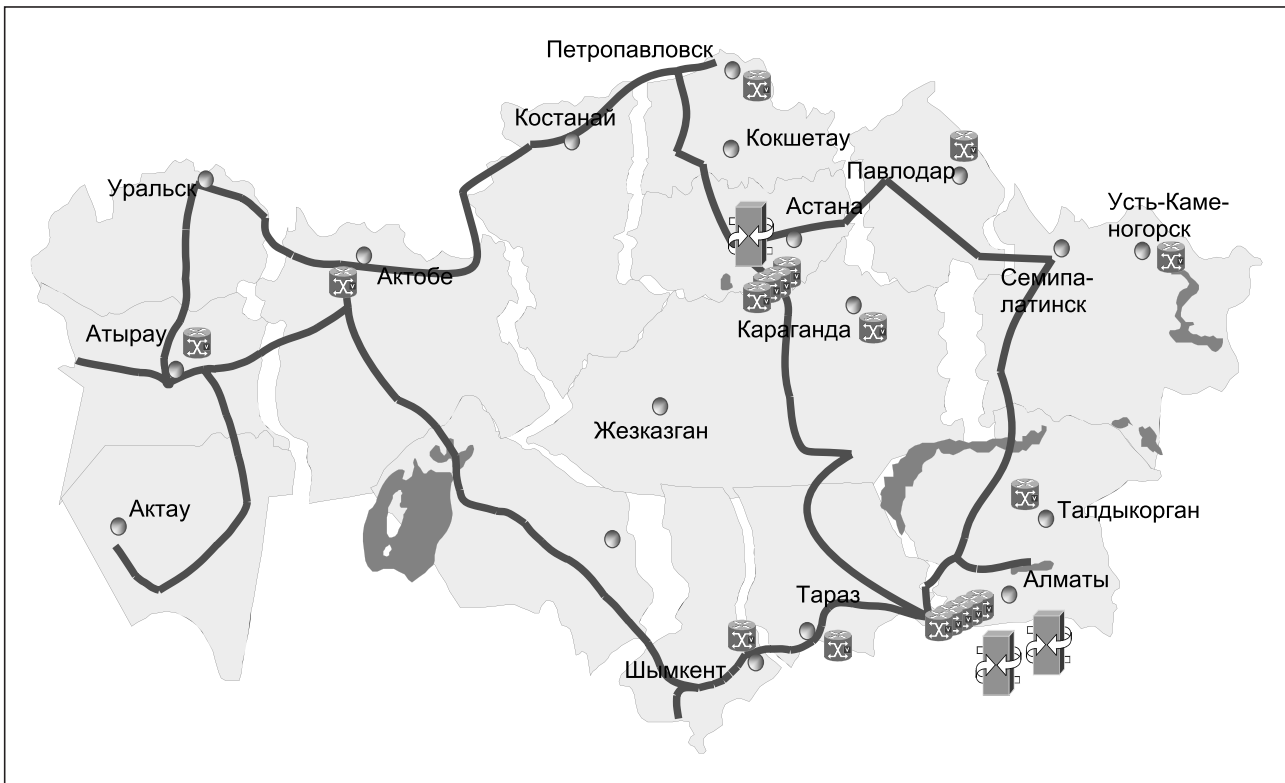 Петропавловск
Костанай
Кокшетау
Павлодар
Уральск
Астана
Усть-Каме-
ногорск
Актобе
Семипа-
латинск
Атырау
Караганда
Жезказган
Актау
Талдыкорган
Алматы
Тараз
Шымкент